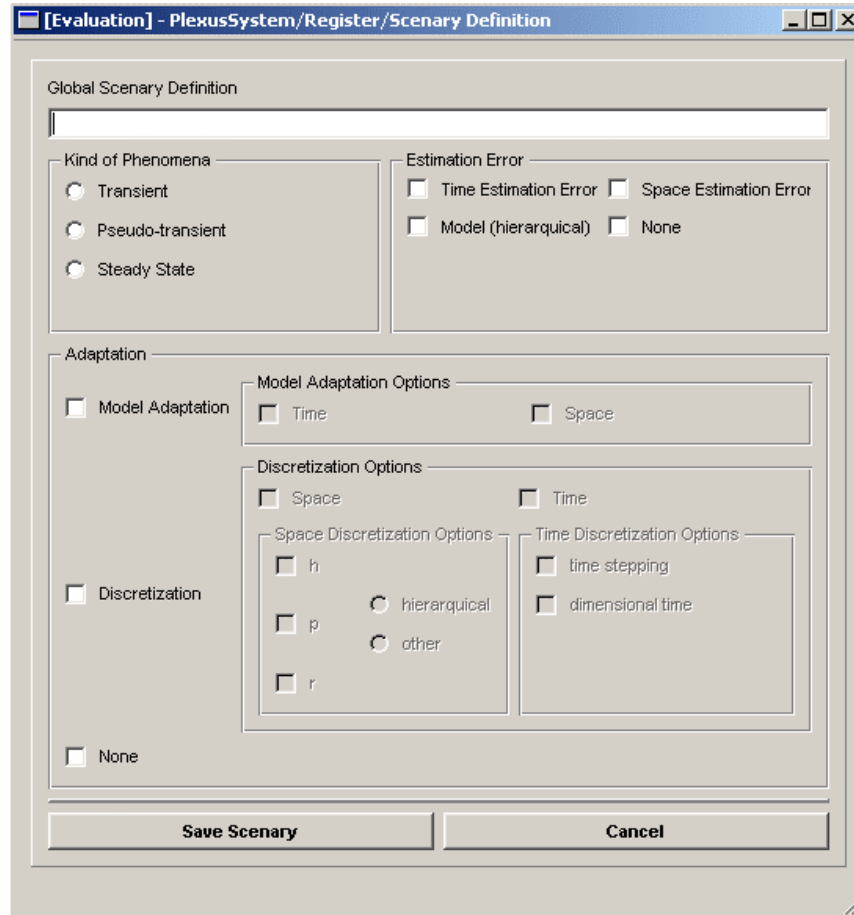 [Evaluation] - PlexusSystem/Register/Scenary Definition
Global Scenary Definition
Kind of Phenomena
Transient
Pseudo-transient
Steady State
Estimation Error
Time Estimation Error
Space Estimation Error
Model (hierarquical)
None
Adaptation
Model Adaptation
Model Adaptation Options
Time
Space
Discretization
Discretization Options
Space
Time
Space Discretization Options
h
p
hierarquical
other
r
Time Discretization Options
time stepping
dimensional time
None
Save Scenary
Cancel